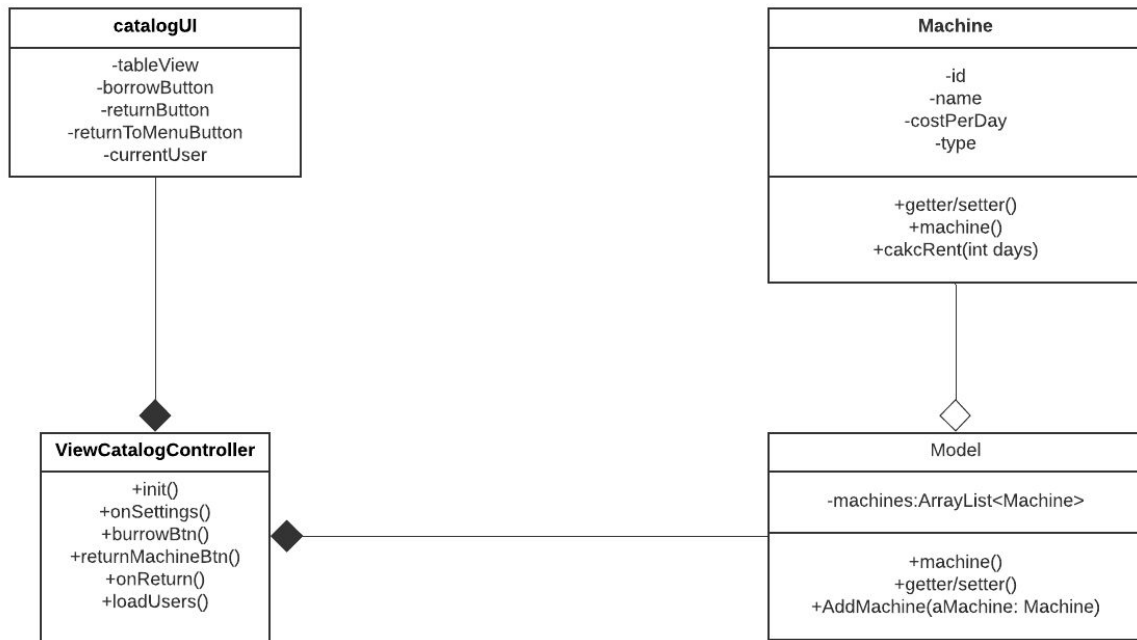 catalogUI
-tableView
-borrowButton
-returnButton
-returnToMenuButton
-currentUser
Machine
-id
-name
-costPerDay
-type
+getter/setter()
+machine()
+cakcRent(int days)
ViewCatalogController
+init()
+onSettings()
+burrowBtn()
+returnMachineBtn()
+onReturn()
+loadUsers()
Model
-machines:ArrayList<Machine>
+machine()
+getter/setter()
+AddMachine(aMachine: Machine)